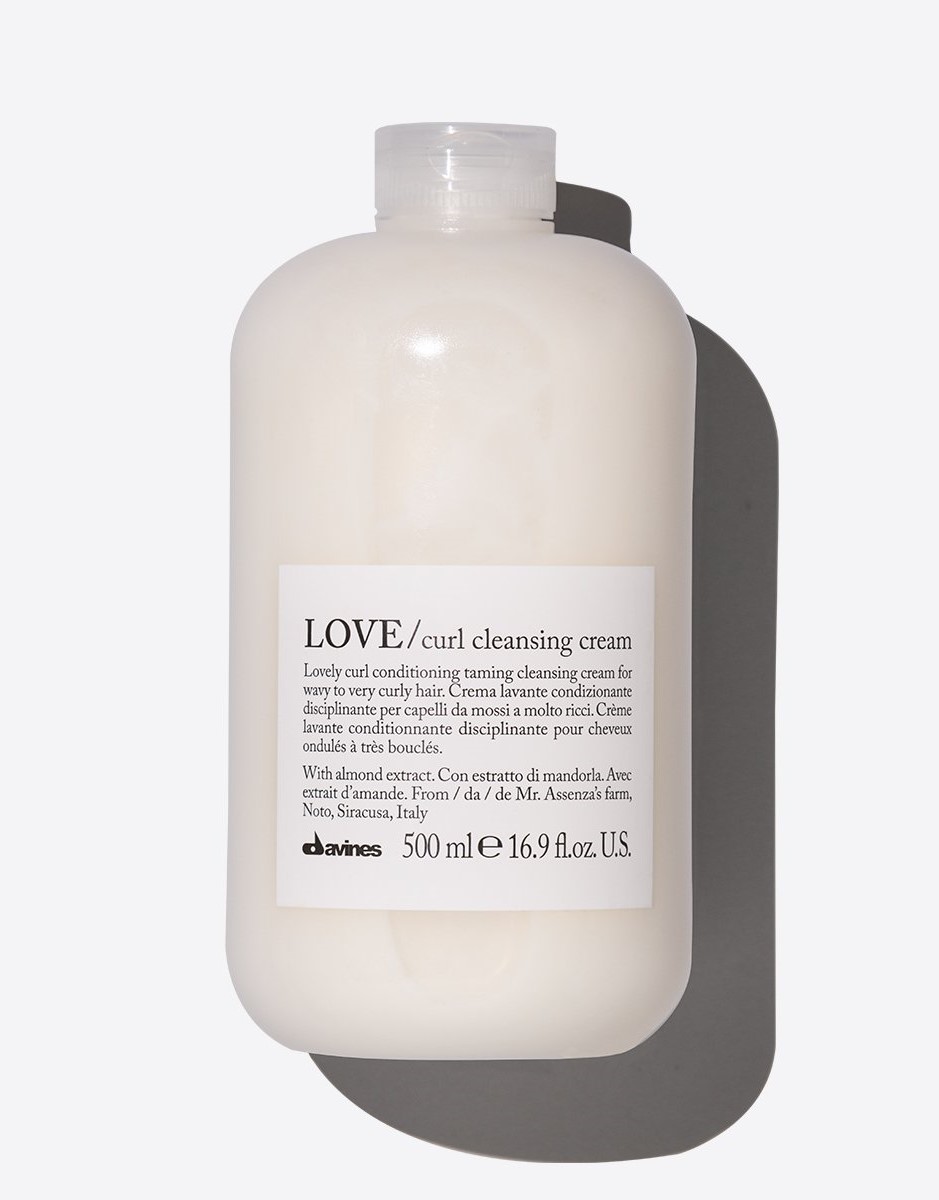 LOVE/curl cleansing cream
Lovely curl conditioning taming cleansing cream for
wavy to very curly hair. Crema lavante condizionante
disciplinante per capelli da mossi a molto ricci. Crème
lavante conditionnante disciplinante pour cheveux
ondulés à très bouclés.
With almond extract. Con estratto di mandorla. Avec
extrait d’amande. From / da / de Mr. Assenza’s farm,
Noto, Siracusa, Italy
davines 500 ml ℮ 16.9 fl.oz. U.S.